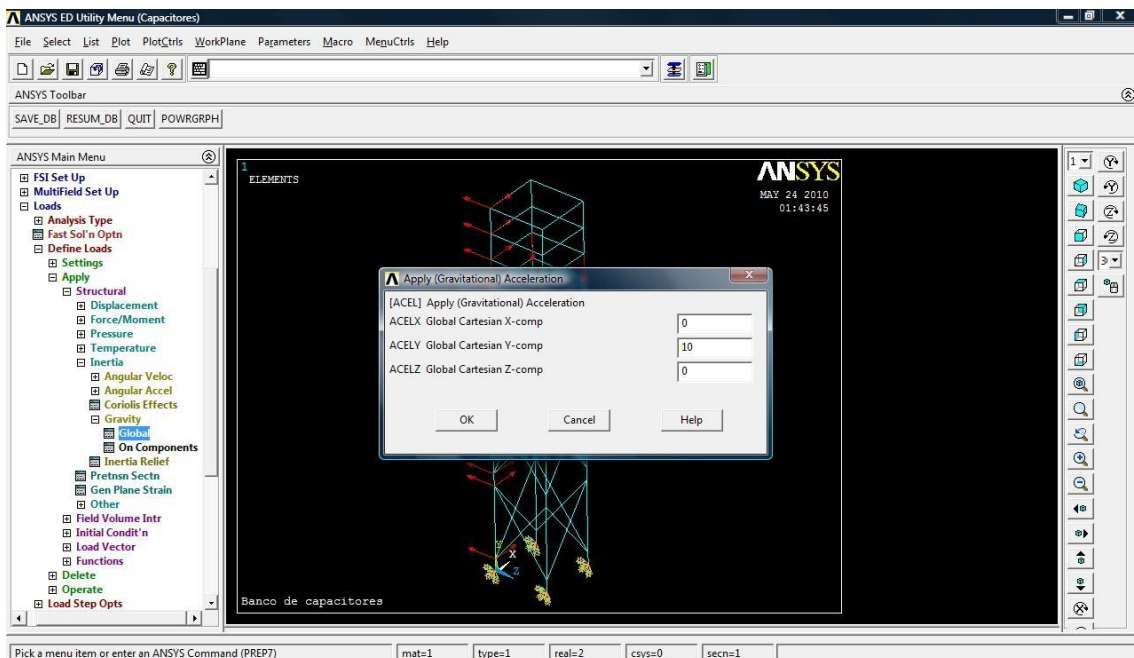 ANSYS ED Utility Menu (Capacitores)
File Select List Plot PlotCtrls WorkPlane Parameters Macro MenuCtrls Help
ANSYS Toolbar
SAVE_DB RESUM_DB QUIT POWRGRPH
ANSYS Main Menu
FSI Set Up
MultiField Set Up
Loads
Analysis Type
Fast Sol'n Optn
Define Loads
Settings
Apply
Structural
Displacement
Force/Moment
Pressure
Temperature
Inertia
Angular Veloc
Angular Accel
Coriolis Effects
Gravity
Global
On Components
Inertia Relief
Pretnsn Sectn
Gen Plane Strain
Other
Field Volume Intr
Initial Condit'n
Load Vector
Functions
Delete
Operate
Load Step Opts
1
ELEMENTS
ANSYS
MAY 24 2010
01:43:45
Apply (Gravitational) Acceleration
[ACEL] Apply (Gravitational) Acceleration
ACELX Global Cartesian X-comp 0
ACELY Global Cartesian Y-comp 10
ACELZ Global Cartesian Z-comp 0
OK Cancel Help
Y
X
Z
Banco de capacitores
1
3
Pick a menu item or enter an ANSYS Command (PREP7) mat=1 type=1 real=2 csys=0 secn=1